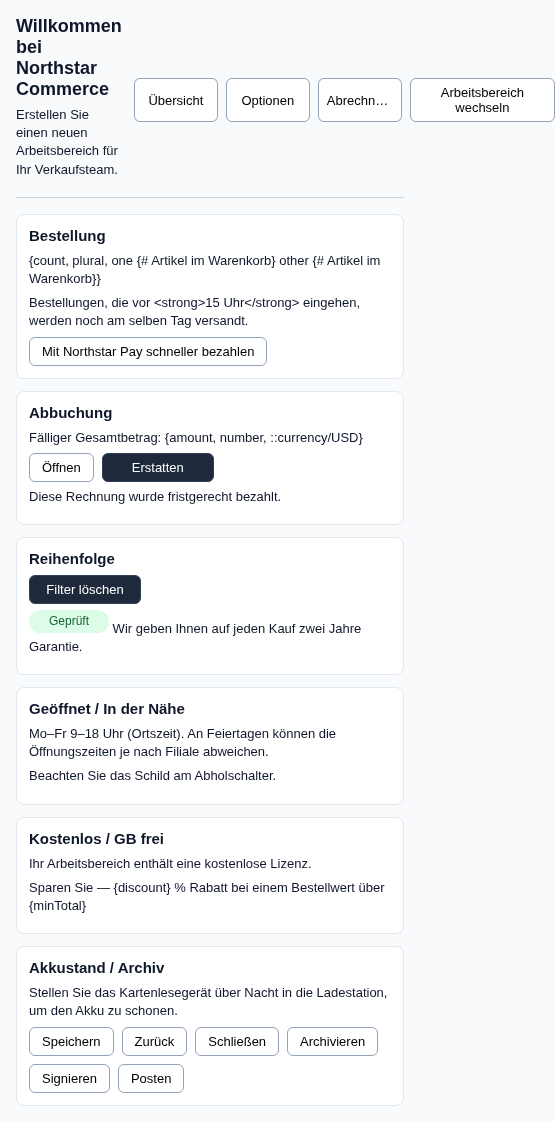 Willkommen
bei
Northstar
Commerce
Erstellen Sie
einen neuen
Arbeitsbereich für
Ihr Verkaufsteam.
Übersicht
Optionen
Abrechn…
Arbeitsbereich
wechseln
Bestellung
{count, plural, one {# Artikel im Warenkorb} other {# Artikel im
Warenkorb}}
Bestellungen, die vor <strong>15 Uhr</strong> eingehen,
werden noch am selben Tag versandt.
Mit Northstar Pay schneller bezahlen
Abbuchung
Fälliger Gesamtbetrag: {amount, number, ::currency/USD}
Öffnen
Erstatten
Diese Rechnung wurde fristgerecht bezahlt.
Reihenfolge
Filter löschen
Geprüft Wir geben Ihnen auf jeden Kauf zwei Jahre
Garantie.
Geöffnet / In der Nähe
Mo–Fr 9–18 Uhr (Ortszeit). An Feiertagen können die
Öffnungszeiten je nach Filiale abweichen.
Beachten Sie das Schild am Abholschalter.
Kostenlos / GB frei
Ihr Arbeitsbereich enthält eine kostenlose Lizenz.
Sparen Sie — {discount} % Rabatt bei einem Bestellwert über
{minTotal}
Akkustand / Archiv
Stellen Sie das Kartenlesegerät über Nacht in die Ladestation,
um den Akku zu schonen.
Speichern
Zurück
Schließen
Archivieren
Signieren
Posten